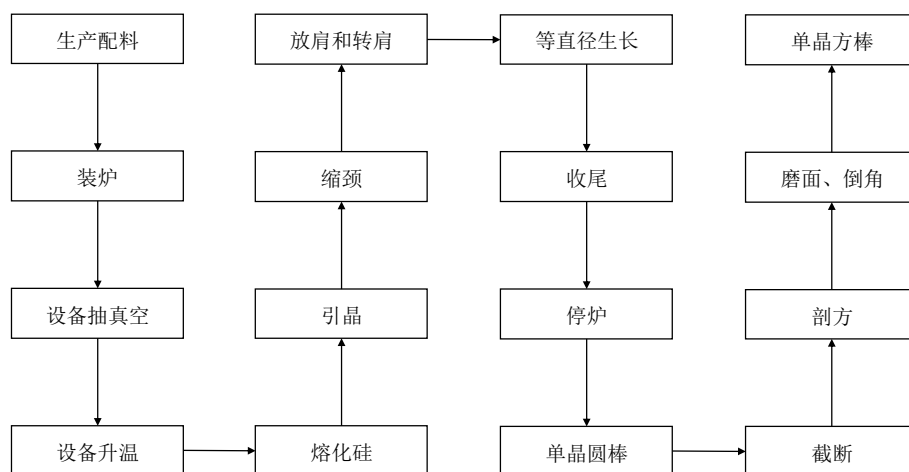 生产配料
装炉
设备抽真空
设备升温
熔化硅
引晶
缩颈
放肩和转肩
等直径生长
收尾
停炉
单晶圆棒
截断
剖方
磨面、倒角
单晶方棒